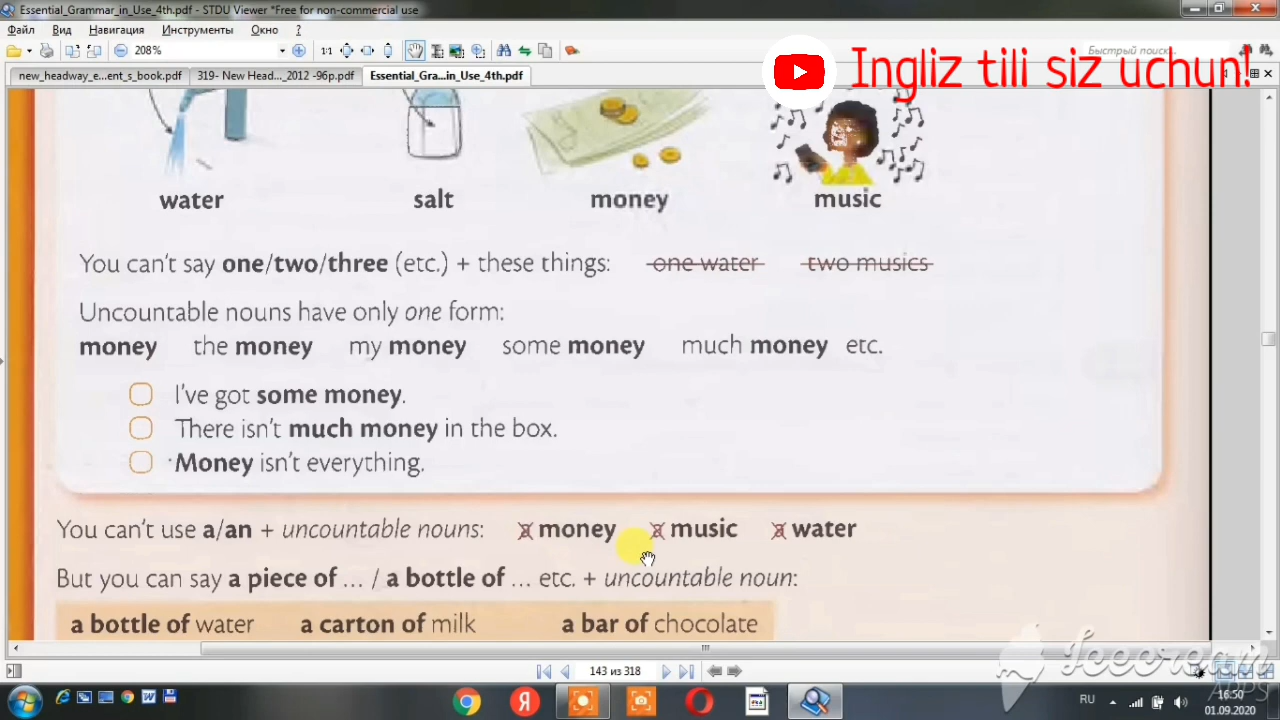 Essential_Grammar_in_Use_4th.pdf - STDU Viewer *Free for non-commercial use
Файл Вид Навигация Инструменты Окно ?
208%
1:1
Быстрый поиск...
new_headway_e...ent_s_book.pdf 319- New Head..._2012 -96p.pdf Essential_Gra...in_Use_4th.pdf
Ingliz tili siz uchun!
water salt money music
You can't say one/two/three (etc.) + these things: one water two musics
Uncountable nouns have only one form:
money the money my money some money much money etc.
I've got some money.
There isn't much money in the box.
Money isn't everything.
You can't use a/an + uncountable nouns: a money a music a water
But you can say a piece of ... / a bottle of ... etc. + uncountable noun:
a bottle of water a carton of milk a bar of chocolate
143 из 318
Icecream
APPS
RU
16:50
01.09.2020